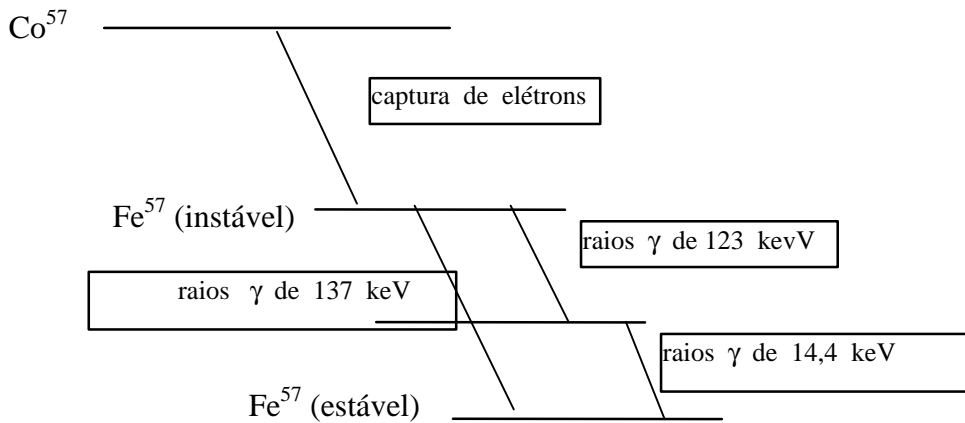 Co⁵⁷
captura de elétrons
Fe⁵⁷ (instável)
raios γ de 123 kevV
raios γ de 137 keV
raios γ de 14,4 keV
Fe⁵⁷ (estável)